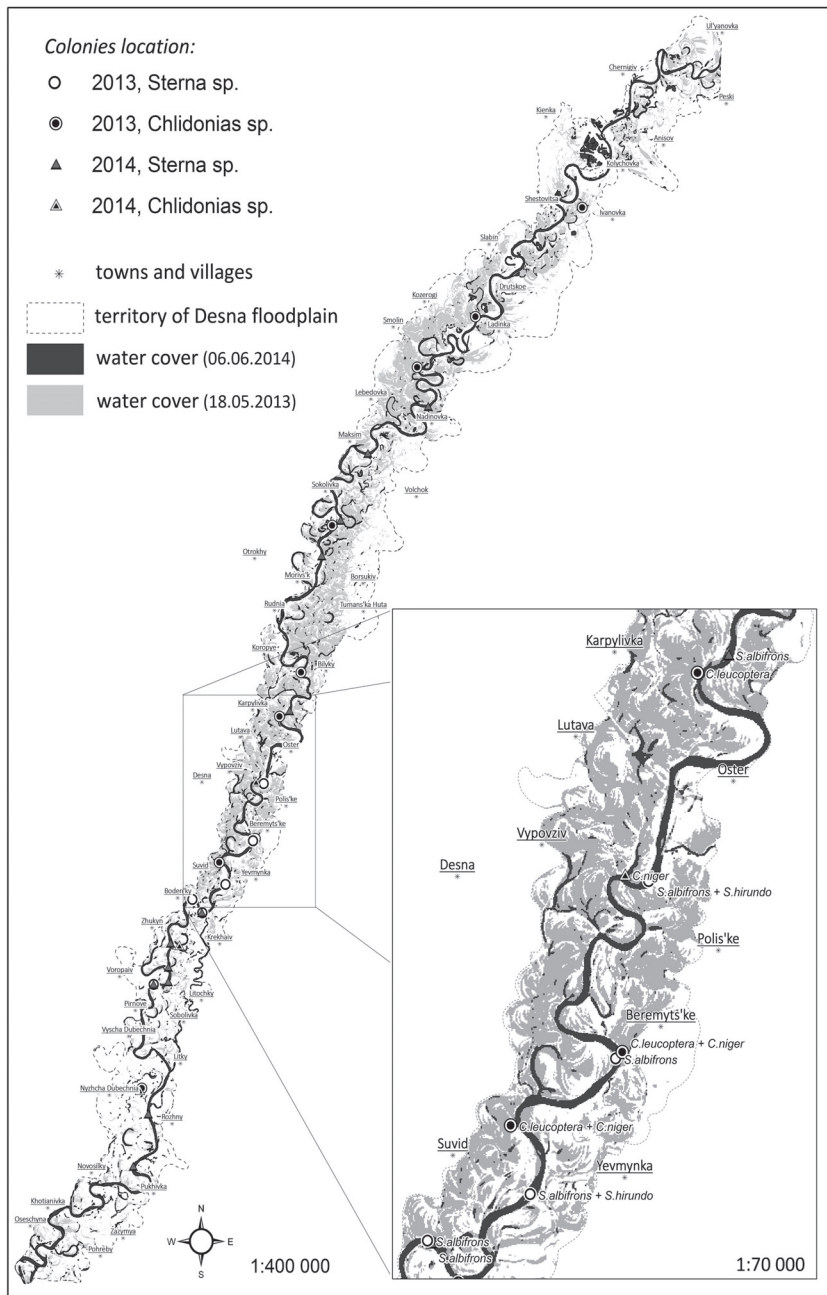 Colonies location:
2013, Sterna sp.
2013, Chlidonias sp.
2014, Sterna sp.
2014, Chlidonias sp.
towns and villages
territory of Desna floodplain
water cover (06.06.2014)
water cover (18.05.2013)
Ul'yanovka
Chernigiv
Peski
Kienka
Anisov
Kolychovka
Shestovitsa
Ivanovka
Slabin
Drutskoe
Kozerogi
Smolin
Ladinka
Lebedovka
Nadinovka
Maksim
Sokolivka
Volchok
Otrokhy
Morivs'k
Borsukiv
Rudnia
Tumans'ka Huta
Koropye
Bilyky
Karpylivka
Lutava
Oster
Vypovziv
Desna
Polis'ke
Beremyts'ke
Suvid
Yevmynka
Boden'ky
Zhukyn
Krekhaiv
Voropaiv
Litochky
Pirnove
Sobolivka
Vyscha Dubechnia
Litky
Nyzhcha Dubechnia
Rozhny
Novosilky
Pukhivka
Khotianivka
Oseschyna
Zazymya
Pohreby
N
W
E
S
1:400 000
Karpylivka
S.albifrons
C.leucoptera
Lutava
Oster
Vypovziv
Desna
C.niger
S.albifrons + S.hirundo
Polis'ke
Beremyts'ke
C.leucoptera + C.niger
S.albifrons
C.leucoptera + C.niger
Suvid
Yevmynka
S.albifrons + S.hirundo
S.albifrons
S.albifrons
1:70 000